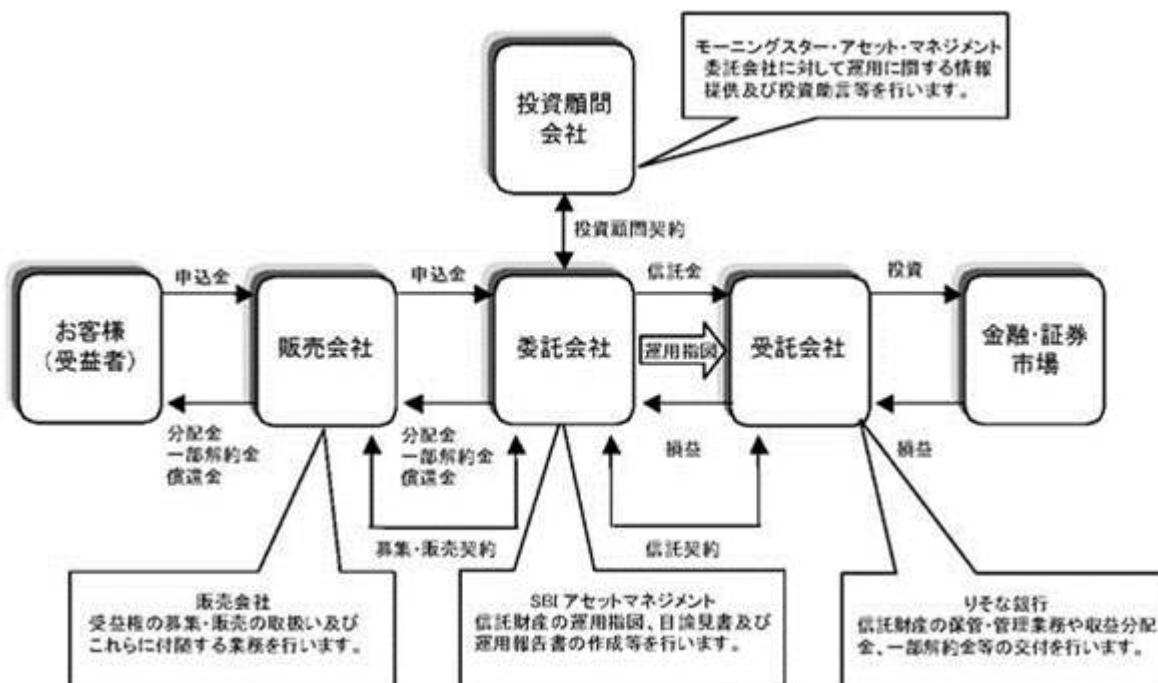 モーニングスター・アセット・マネジメント
委託会社に対して運用に関する情報
提供及び投資助言等を行います。
投資顧問
会社
投資顧問契約
申込金
申込金
信託金
投資
お客様
(受益者)
販売会社
委託会社
運用指図
受託会社
金融・証券
市場
分配金
一部解約金
償還金
分配金
一部解約金
償還金
損益
損益
募集・販売契約
信託契約
販売会社
受益権の募集・販売の取扱い及び
これらに付随する業務を行います。
SBI アセットマネジメント
信託財産の運用指図、目論見書及び
運用報告書の作成等を行います。
りそな銀行
信託財産の保管・管理業務や収益分配
金、一部解約金等の交付を行います。